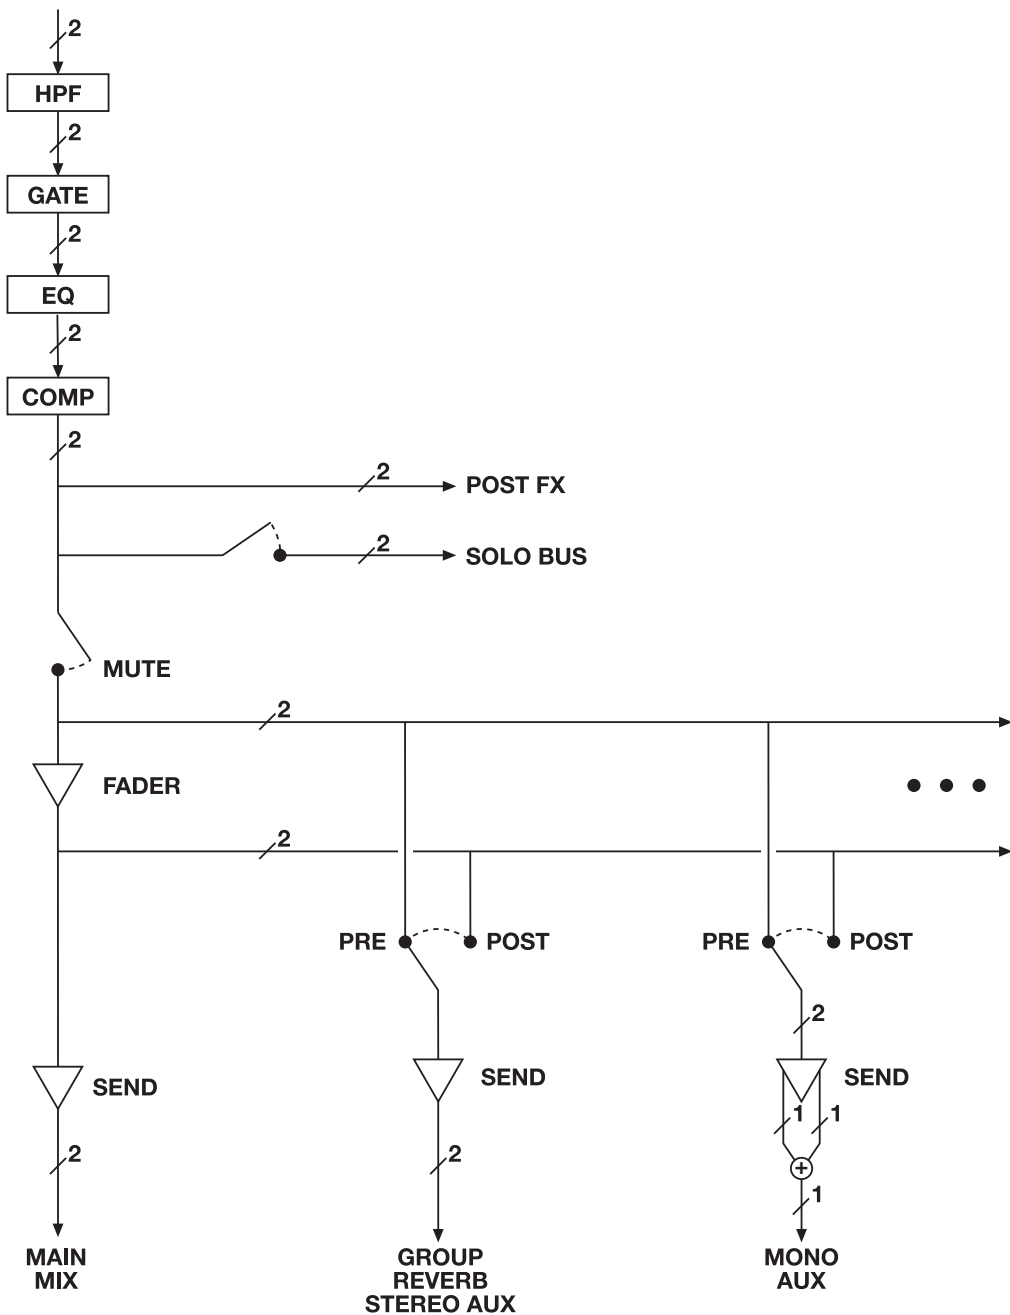 2
HPF
2
GATE
2
EQ
2
COMP
2
2
POST FX
2
SOLO BUS
MUTE
2
FADER
2
PRE
POST
PRE
POST
2
SEND
SEND
SEND
1
1
2
2
+
1
MAIN
MIX
GROUP
REVERB
STEREO AUX
MONO
AUX